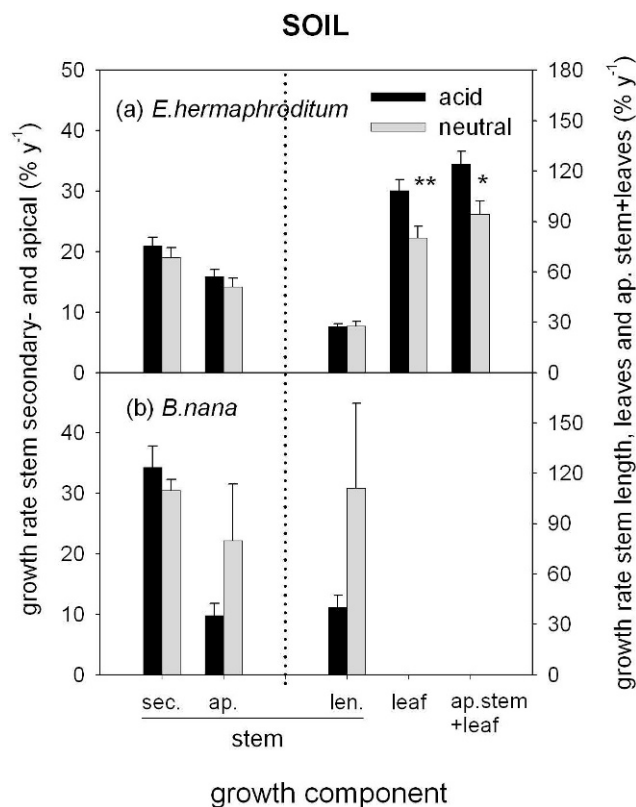 SOIL
growth rate stem secondary- and apical (% y-1)
growth rate stem length, leaves and ap. stem+leaves (% y-1)
50
40
30
20
10
0
180
150
120
90
60
30
0
(a) E.hermaphroditum
acid
neutral
**
*
(b) B.nana
40
30
20
10
0
150
120
90
60
30
0
sec. ap. len. leaf ap.stem
+leaf
stem
growth component